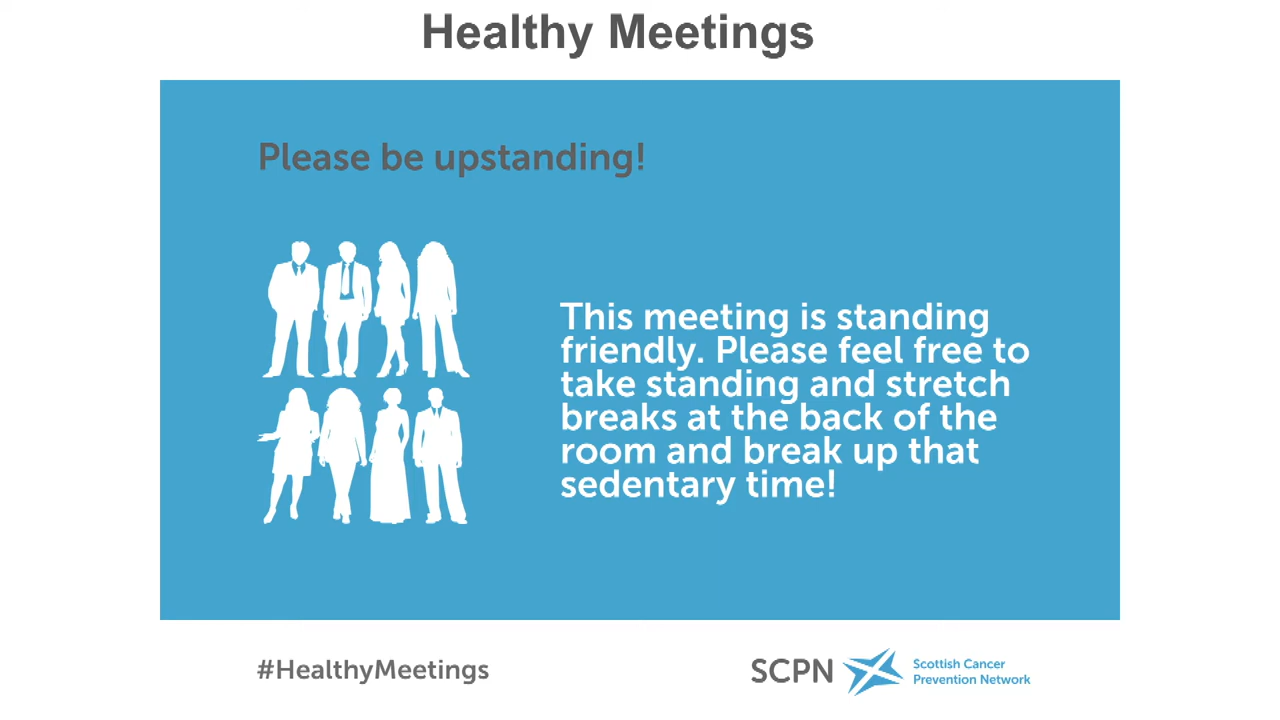 Healthy Meetings
Please be upstanding!
This meeting is standing
friendly. Please feel free to
take standing and stretch
breaks at the back of the
room and break up that
sedentary time!
#HealthyMeetings
SCPN
Scottish Cancer
Prevention Network